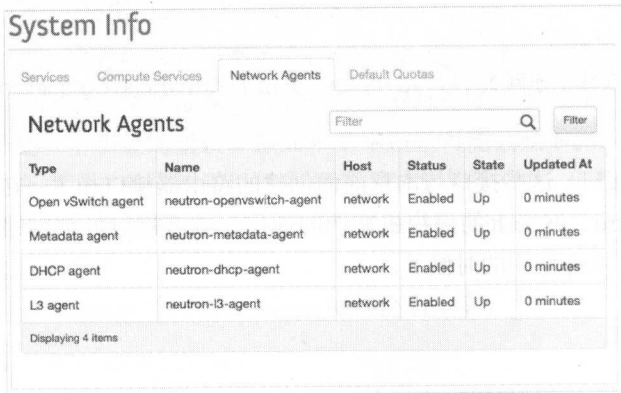 System Info
Services Compute Services Network Agents Default Quotas
Network Agents Filter Filter
Type Name Host Status State Updated At
Open vSwitch agent neutron-openvswitch-agent network Enabled Up 0 minutes
Metadata agent neutron-metadata-agent network Enabled Up 0 minutes
DHCP agent neutron-dhcp-agent network Enabled Up 0 minutes
L3 agent neutron-l3-agent network Enabled Up 0 minutes
Displaying 4 items